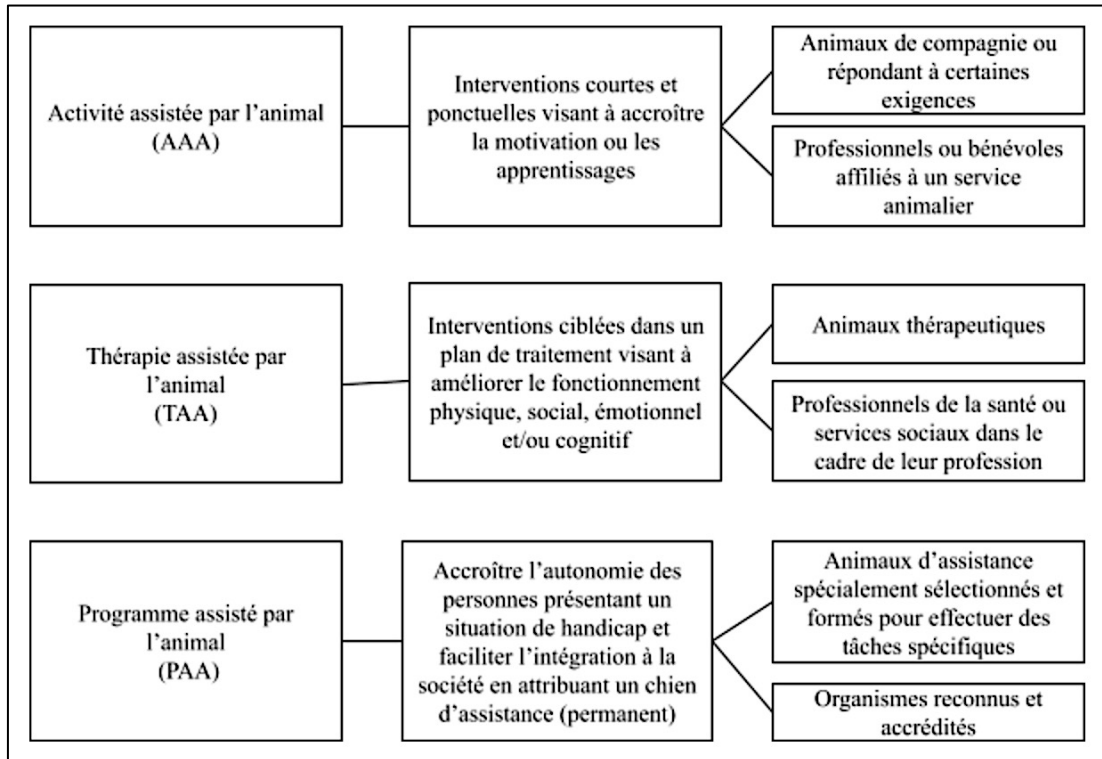 Activité assistée par l’animal
(AAA)
Interventions courtes et
ponctuelles visant à accroître
la motivation ou les
apprentissages
Animaux de compagnie ou
répondant à certaines
exigences
Professionnels ou bénévoles
affiliés à un service
animalier
Thérapie assistée par
l’animal
(TAA)
Interventions ciblées dans un
plan de traitement visant à
améliorer le fonctionnement
physique, social, émotionnel
et/ou cognitif
Animaux thérapeutiques
Professionnels de la santé ou
services sociaux dans le
cadre de leur profession
Programme assisté par
l’animal
(PAA)
Accroître l’autonomie des
personnes présentant un
situation de handicap et
faciliter l’intégration à la
société en attribuant un chien
d’assistance (permanent)
Animaux d’assistance
spécialement sélectionnés et
formés pour effectuer des
tâches spécifiques
Organismes reconnus et
accrédités